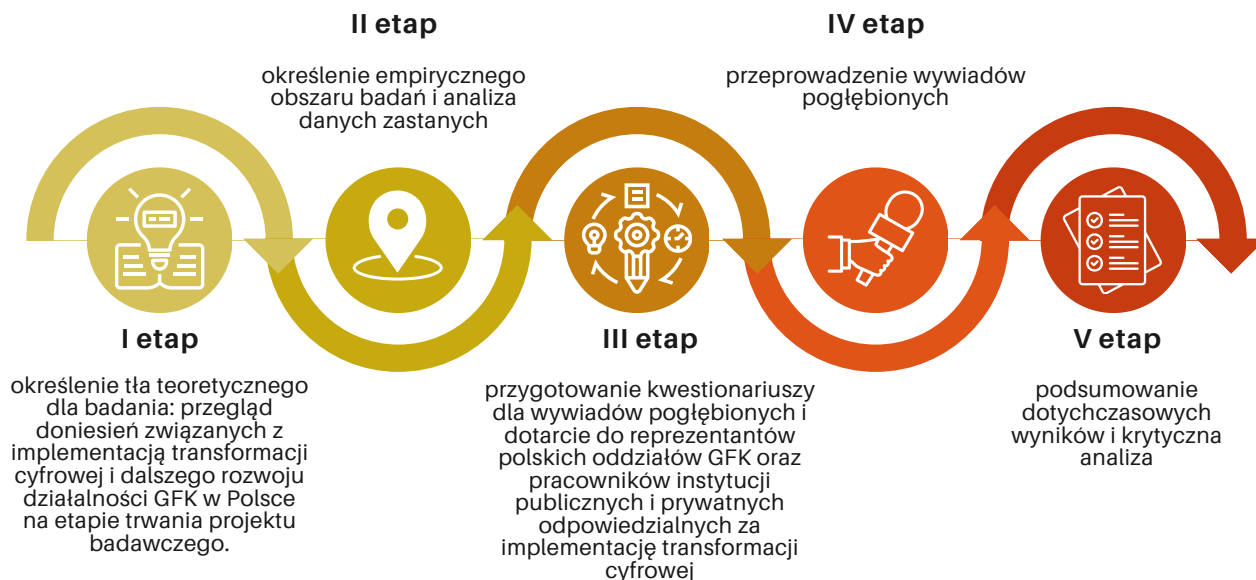 I etap
określenie tła teoretycznego
dla badania: przegląd
doniesień związanych z
implementacją transformacji
cyfrowej i dalszego rozwoju
działalności GFK w Polsce
na etapie trwania projektu
badawczego.
II etap
określenie empirycznego
obszaru badań i analiza
danych zastanych
III etap
przygotowanie kwestionariuszy
dla wywiadów pogłębionych i
dotarcie do reprezentantów
polskich oddziałów GFK oraz
pracowników instytucji
publicznych i prywatnych
odpowiedzialnych za
implementację transformacji
cyfrowej
IV etap
przeprowadzenie wywiadów
pogłębionych
V etap
podsumowanie
dotychczasowych
wyników i krytyczna
analiza